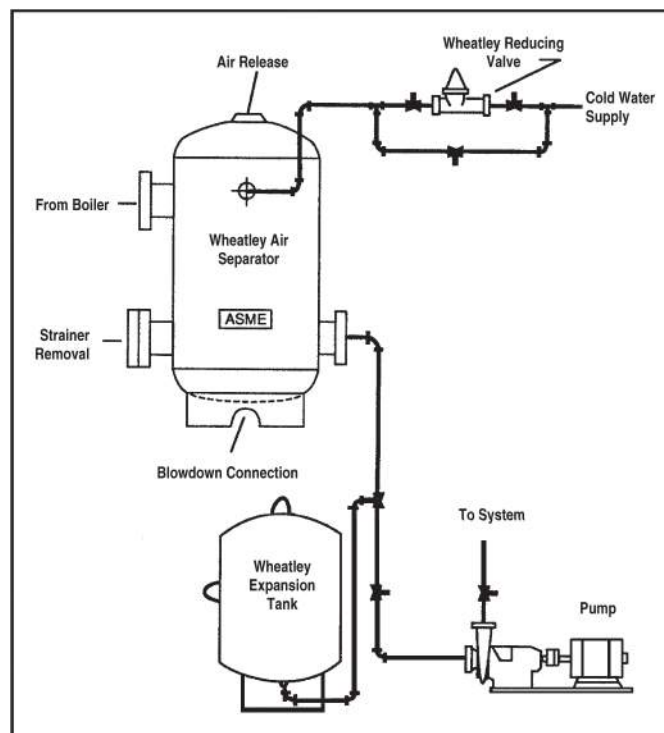 Wheatley Reducing
Valve
Air Release
Cold Water
Supply
From Boiler
Wheatley Air
Separator
ASME
Strainer
Removal
Blowdown Connection
To System
Wheatley
Expansion
Tank
Pump